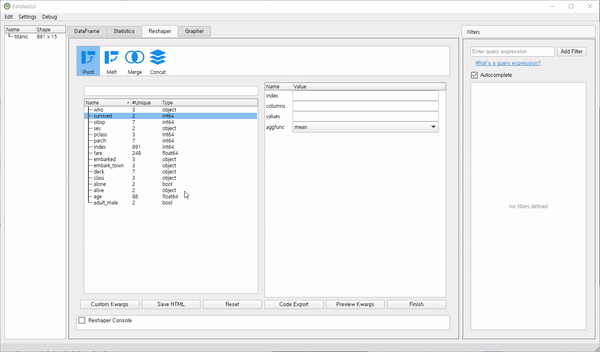 PandasGUI
Edit Settings Debug
Name Shape
titanic 891 x 15
DataFrame Statistics Reshaper Grapher
Pivot Melt Merge Concat
Name #Unique Type
who 3 object
survived 2 int64
sibsp 7 int64
sex 2 object
pclass 3 int64
parch 7 int64
index 891 int64
fare 248 float64
embarked 3 object
embark_town 3 object
deck 7 object
class 3 object
alone 2 bool
alive 2 object
age 88 float64
adult_male 2 bool
Name Value
index
columns
values
aggfunc mean
Custom Kwargs Save HTML Reset Code Export Preview Kwargs Finish
Reshaper Console
Filters
Enter query expression Add Filter
What's a query expression?
Autocomplete
No filters defined